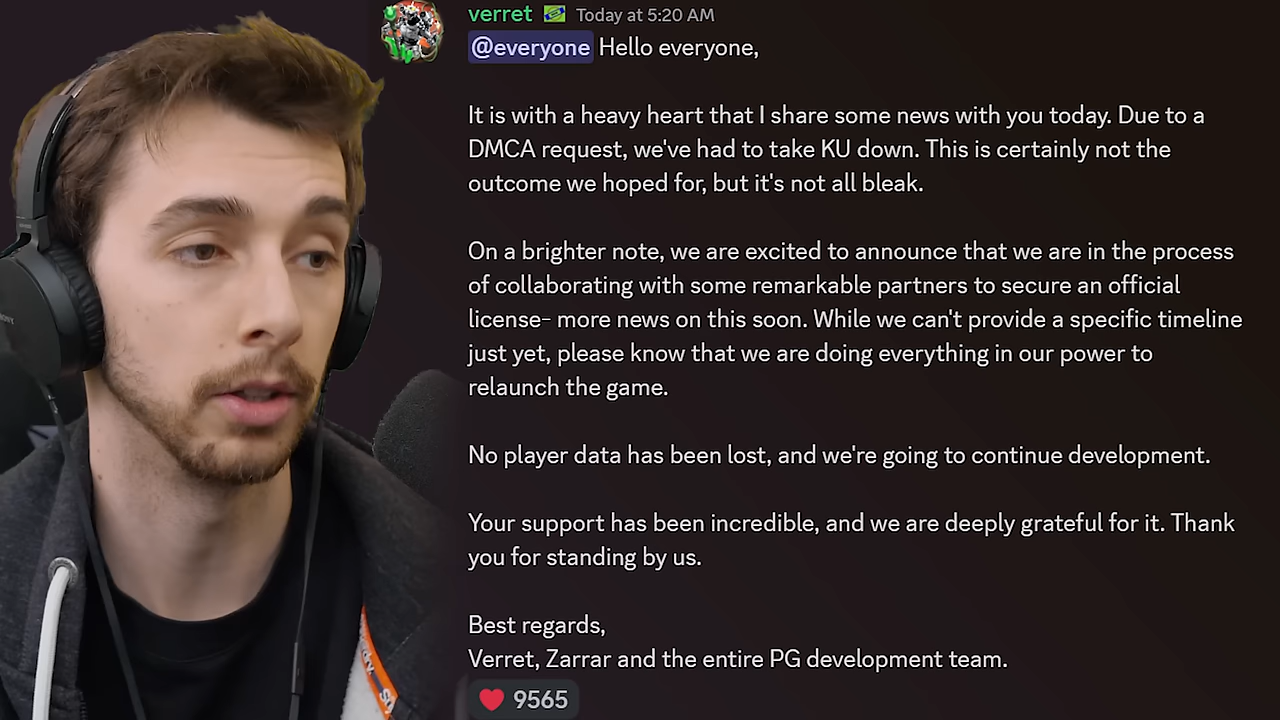 verret Today at 5:20 AM
@everyone Hello everyone,
It is with a heavy heart that I share some news with you today. Due to a
DMCA request, we've had to take KU down. This is certainly not the
outcome we hoped for, but it's not all bleak.
On a brighter note, we are excited to announce that we are in the process
of collaborating with some remarkable partners to secure an official
license- more news on this soon. While we can't provide a specific timeline
just yet, please know that we are doing everything in our power to
relaunch the game.
No player data has been lost, and we're going to continue development.
Your support has been incredible, and we are deeply grateful for it. Thank
you for standing by us.
Best regards,
Verret, Zarrar and the entire PG development team.
9565